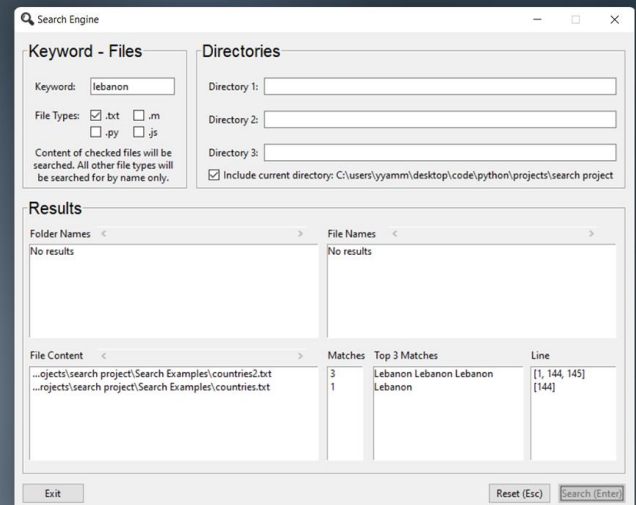 Search Engine
Keyword - Files
Keyword: lebanon
File Types: .txt .m
.py .js
Content of checked files will be
searched. All other file types will
be searched for by name only.
Directories
Directory 1:
Directory 2:
Directory 3:
Include current directory: C:\users\yyamm\desktop\code\python\projects\search project
Results
Folder Names < >
No results
File Names < >
No results
File Content < > Matches Top 3 Matches Line
...ojects\search project\Search Examples\countries2.txt 3 Lebanon Lebanon Lebanon [1, 144, 145]
...rojects\search project\Search Examples\countries.txt 1 Lebanon [144]
Exit Reset (Esc) Search (Enter)